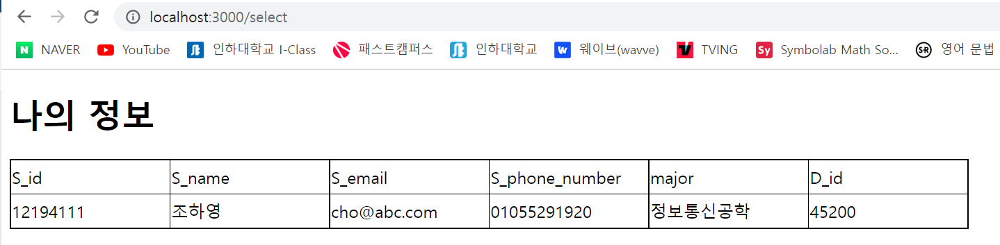 localhost:3000/select
N NAVER YouTube 인하대학교 I-Class 패스트캠퍼스 인하대학교 W 웨이브(wavve) TVING Sy Symbolab Math So... S·R 영어 문법
나의 정보
S_id S_name S_email S_phone_number major D_id
12194111 조하영 cho@abc.com 01055291920 정보통신공학 45200